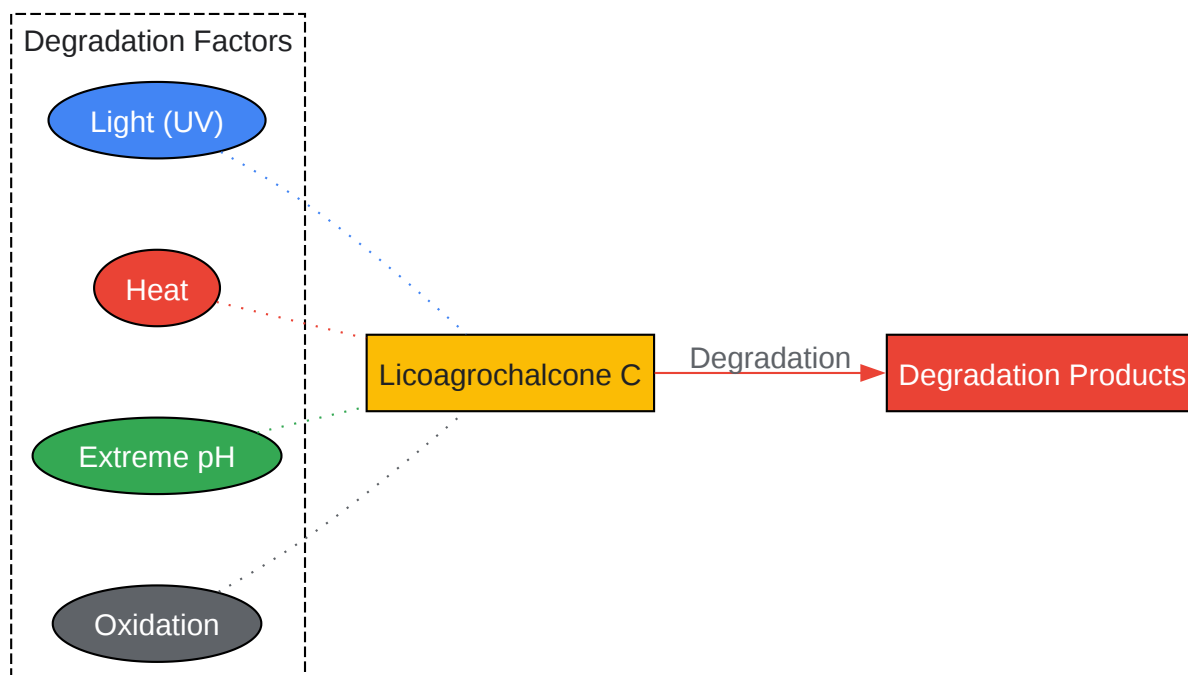 Degradation Factors
Light (UV)
Heat
Licoagrochalcone C
Degradation
Degradation Products
Extreme pH
Oxidation